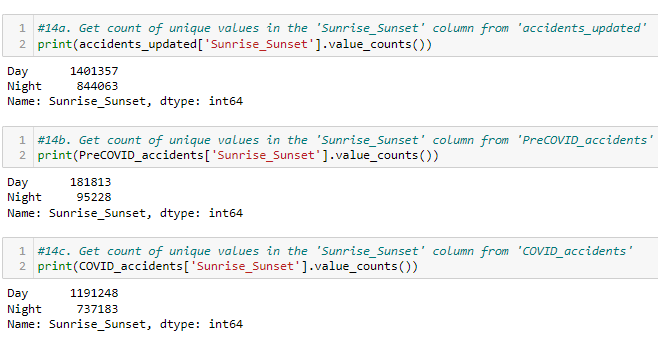 1 #14a. Get count of unique values in the 'Sunrise_Sunset' column from 'accidents_updated'
2 print(accidents_updated['Sunrise_Sunset'].value_counts())
Day      1401357
Night     844063
Name: Sunrise_Sunset, dtype: int64
1 #14b. Get count of unique values in the 'Sunrise_Sunset' column from 'PreCOVID_accidents'
2 print(PreCOVID_accidents['Sunrise_Sunset'].value_counts())
Day      181813
Night     95228
Name: Sunrise_Sunset, dtype: int64
1 #14c. Get count of unique values in the 'Sunrise_Sunset' column from 'COVID_accidents'
2 print(COVID_accidents['Sunrise_Sunset'].value_counts())
Day      1191248
Night     737183
Name: Sunrise_Sunset, dtype: int64